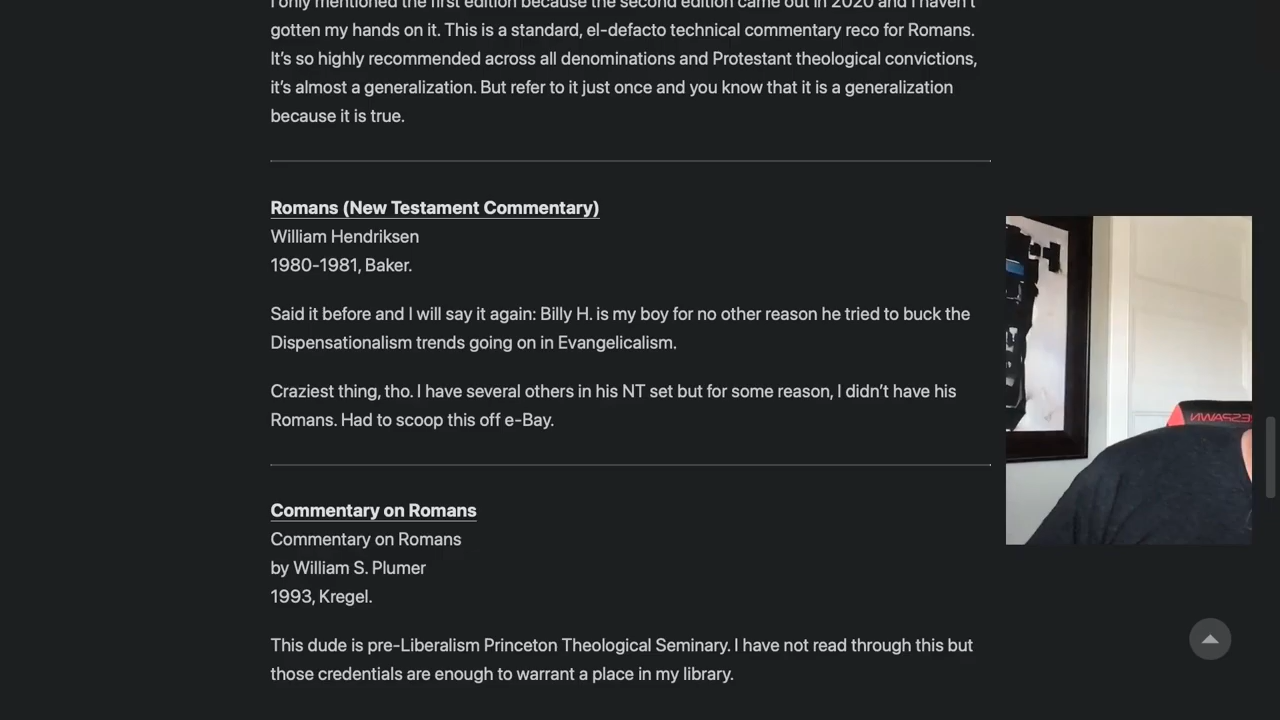 I only mentioned the first edition because the second edition came out in 2020 and I haven't
gotten my hands on it. This is a standard, el-defacto technical commentary reco for Romans.
It's so highly recommended across all denominations and Protestant theological convictions,
it's almost a generalization. But refer to it just once and you know that it is a generalization
because it is true.
Romans (New Testament Commentary)
William Hendriksen
1980-1981, Baker.
Said it before and I will say it again: Billy H. is my boy for no other reason he tried to buck the
Dispensationalism trends going on in Evangelicalism.
Craziest thing, tho. I have several others in his NT set but for some reason, I didn't have his
Romans. Had to scoop this off e-Bay.
Commentary on Romans
Commentary on Romans
by William S. Plumer
1993, Kregel.
This dude is pre-Liberalism Princeton Theological Seminary. I have not read through this but
those credentials are enough to warrant a place in my library.
ESPAWN